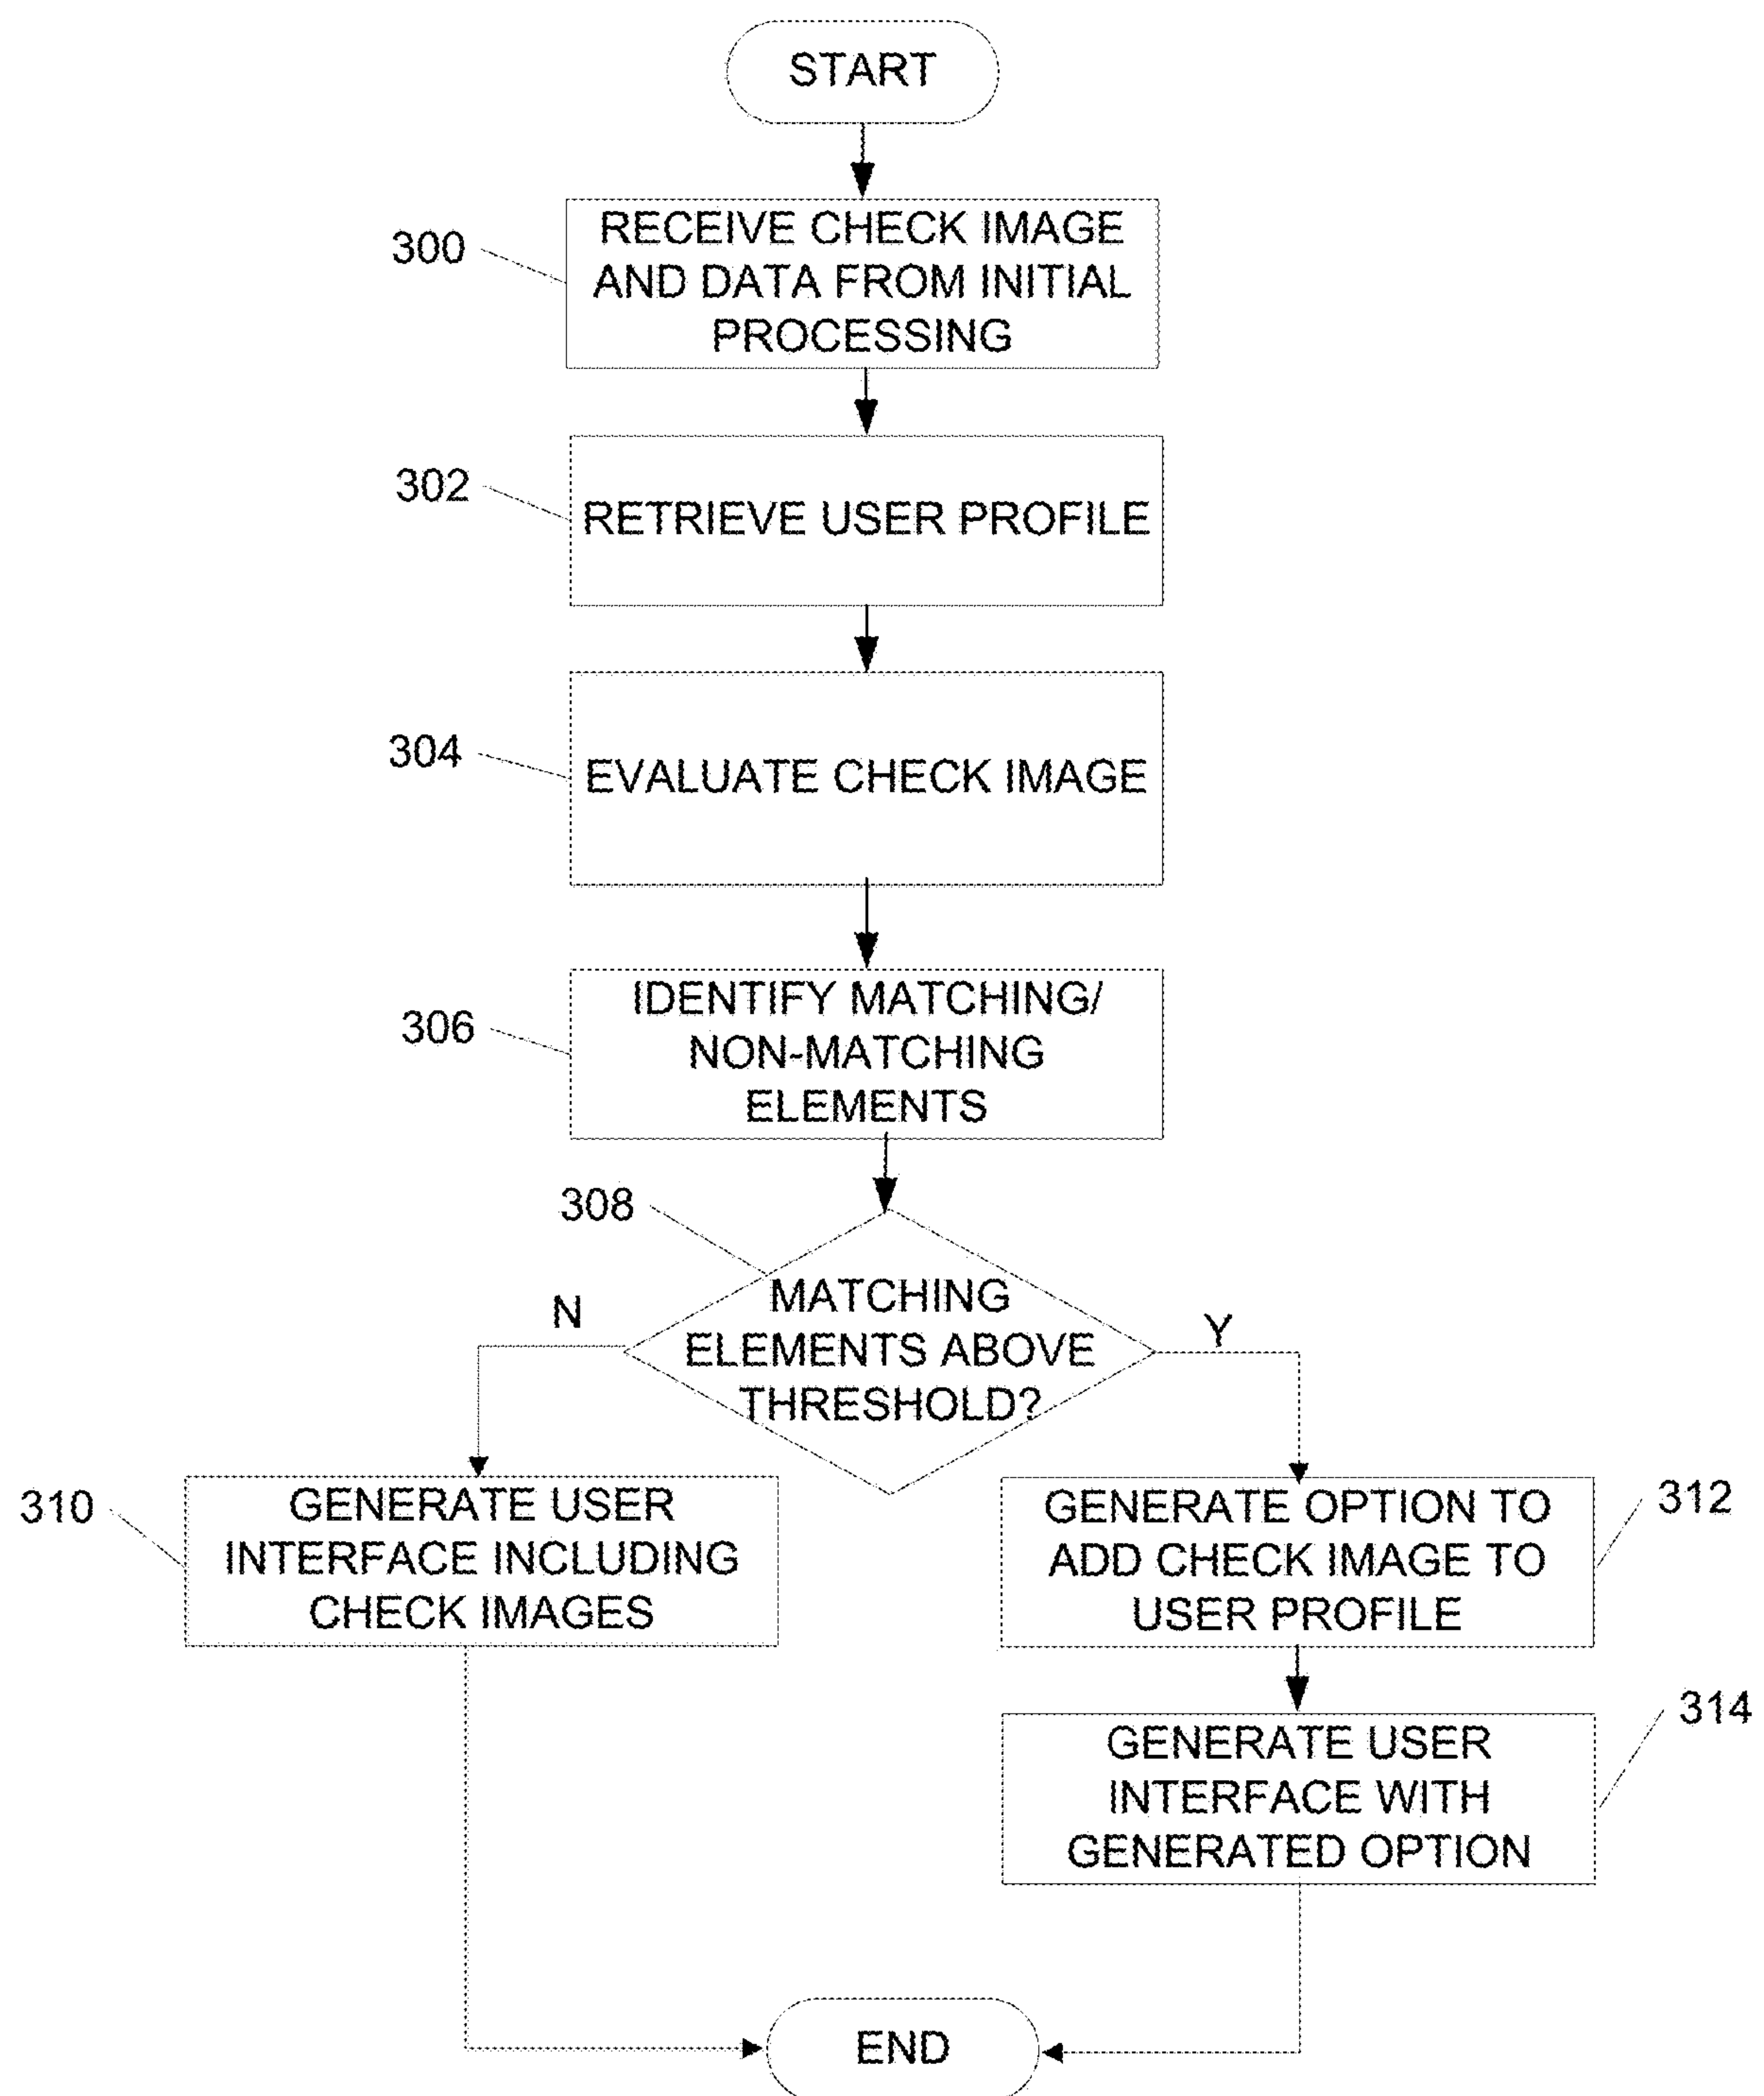 START
300
RECEIVE CHECK IMAGE
AND DATA FROM INITIAL
PROCESSING
302
RETRIEVE USER PROFILE
304
EVALUATE CHECK IMAGE
306
IDENTIFY MATCHING/
NON-MATCHING
ELEMENTS
308
MATCHING
ELEMENTS ABOVE
THRESHOLD?
N
Y
310
GENERATE USER
INTERFACE INCLUDING
CHECK IMAGES
312
GENERATE OPTION TO
ADD CHECK IMAGE TO
USER PROFILE
314
GENERATE USER
INTERFACE WITH
GENERATED OPTION
END